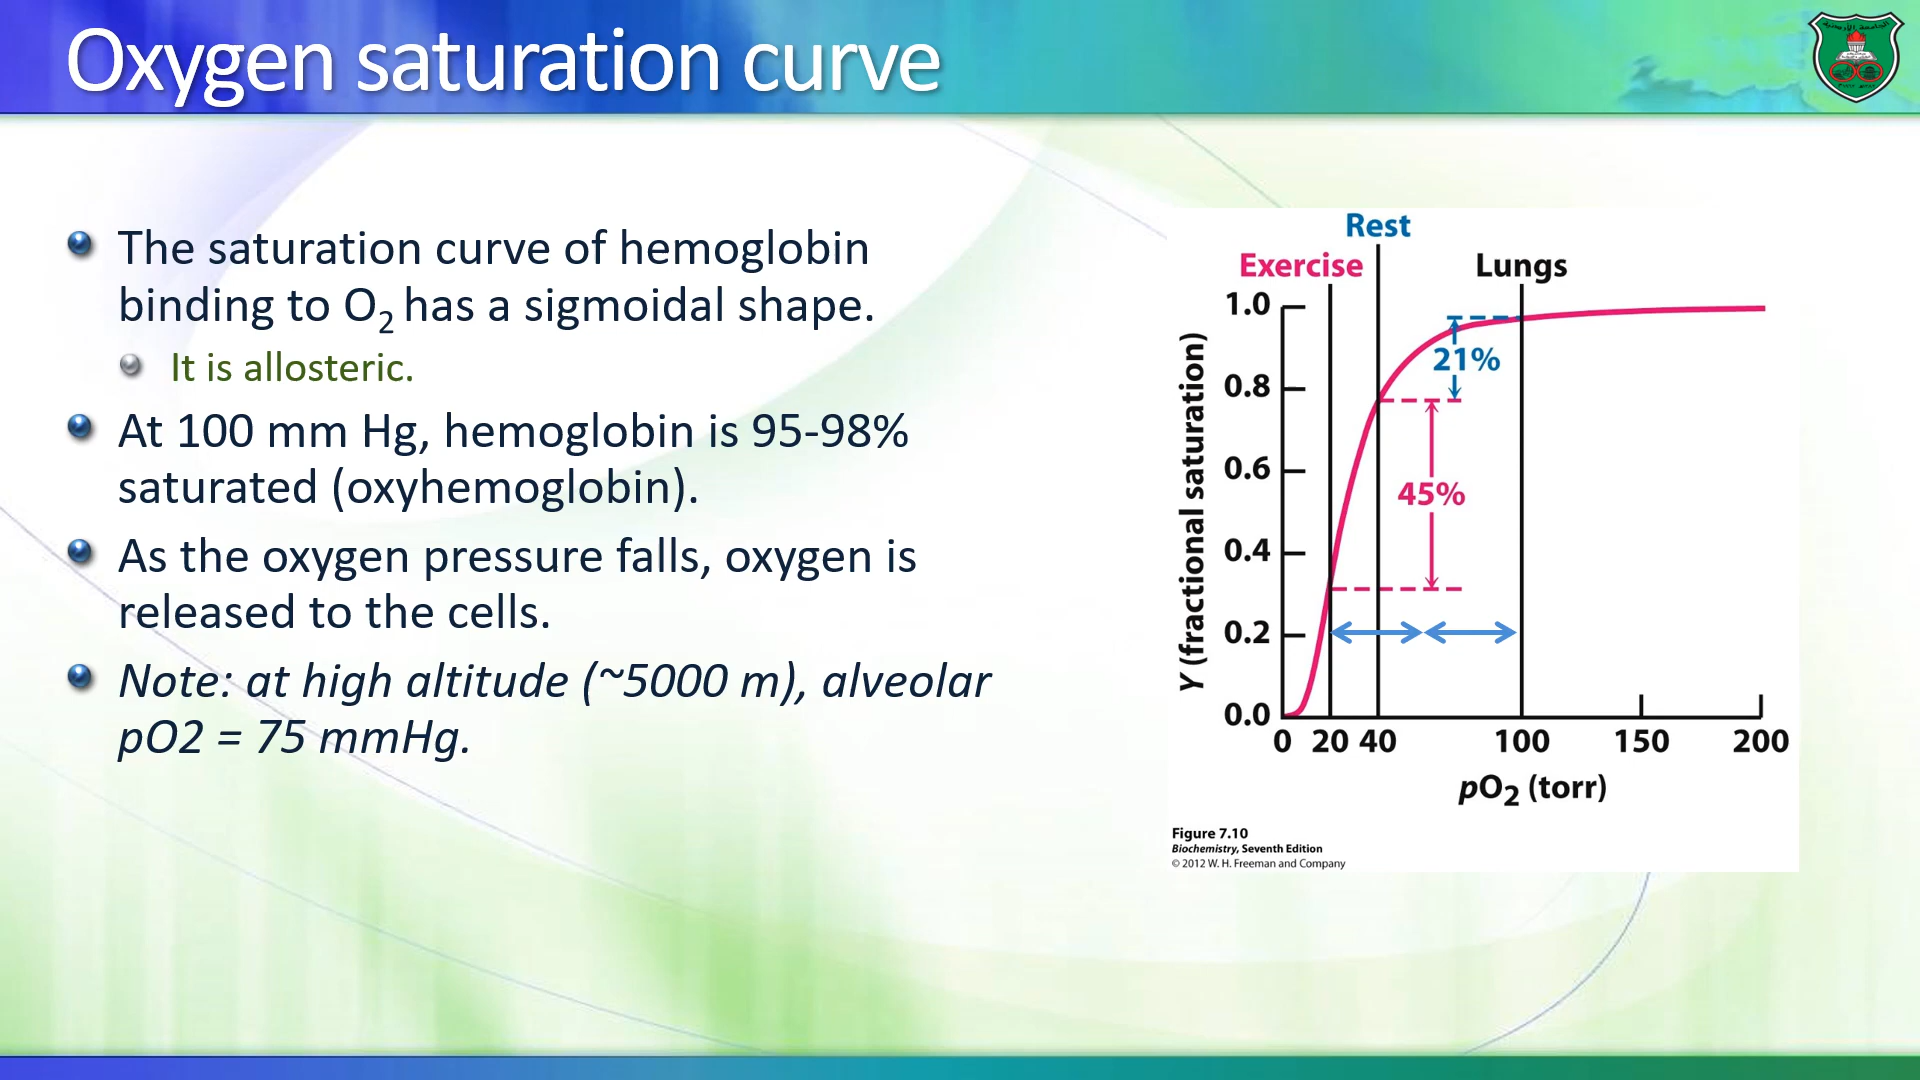 Oxygen saturation curve
The saturation curve of hemoglobin
binding to O₂ has a sigmoidal shape.
It is allosteric.
At 100 mm Hg, hemoglobin is 95-98%
saturated (oxyhemoglobin).
As the oxygen pressure falls, oxygen is
released to the cells.
Note: at high altitude (~5000 m), alveolar
pO2 = 75 mmHg.
Rest
Exercise
Lungs
Y (fractional saturation)
1.0
0.8
0.6
0.4
0.2
0.0
21%
45%
0 20 40 100 150 200
pO₂ (torr)
Figure 7.10
Biochemistry, Seventh Edition
© 2012 W. H. Freeman and Company